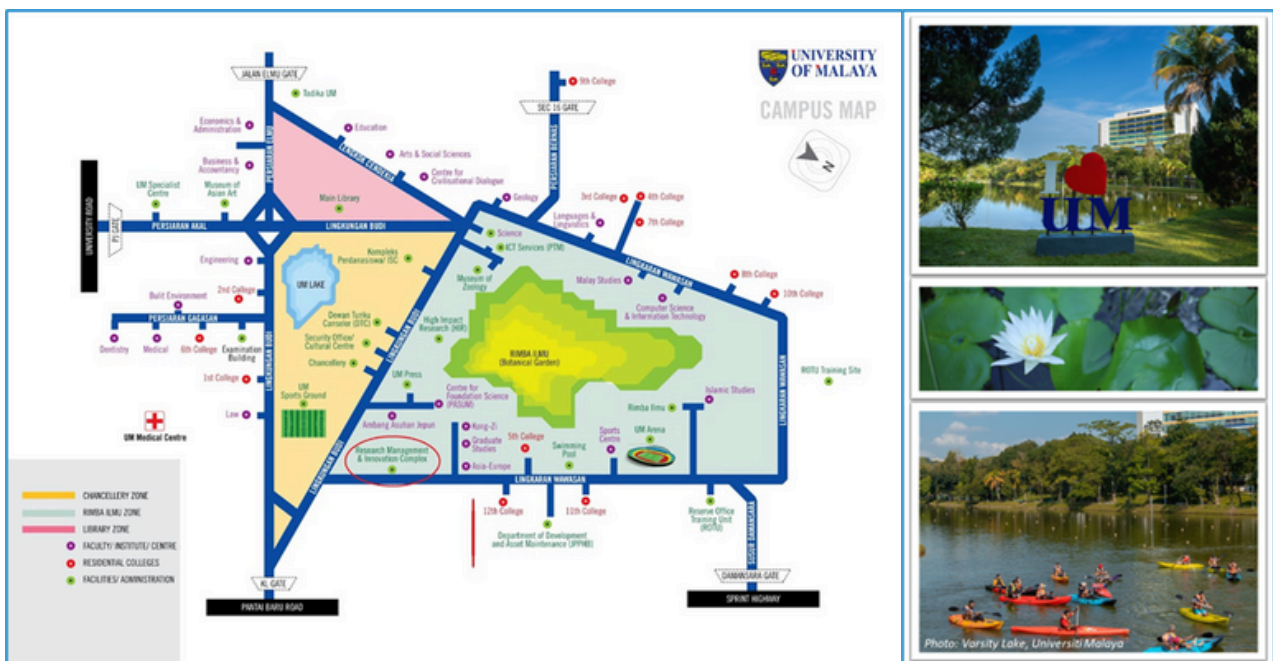 UNIVERSITY
OF MALAYA
CAMPUS MAP
N
JALAN ELMU GATE
Tadika UM
9th College
SEC 16 GATE
PERSIARAN BERNAS
Economics &
Administration
PERSIARAN ELMU
Education
LENGKUK CENDEKIA
Arts & Social Sciences
Business &
Accountancy
Centre for
Civilisational Dialogue
UM Specialist
Centre
Museum of
Asian Art
Main Library
Geology
3rd College
4th College
7th College
Languages &
Linguistics
UNIVERSITY ROAD
PJ GATE
PERSIARAN AKAL
LINGKUNGAN BUDI
Science
ICT Services (PTM)
LINGKARAN WAWASAN
Engineering
Kompleks
Perdanasiswa/ ISC
Museum of
Zoology
Malay Studies
8th College
10th College
Computer Science
& Information Technology
UM LAKE
2nd College
Built Environment
PERSIARAN GAGASAN
Dewan Tunku
Canselor (DTC)
LINGKUNGAN BUDI
High Impact
Research (HIR)
Dentistry
Medical
6th College
Examination
Building
Security Office/
Cultural Centre
Chancellery
RIMBA ILMU
(Botanical Garden)
LINGKUNGAN BUDI
LINGKARAN WAWASAN
ROTU Training Site
1st College
UM
Sports Ground
UM Press
Centre for
Foundation Science
(PASUM)
Islamic Studies
Law
Ambang Asuhan Jepun
Rimba Ilmu
UM Medical Centre
Kung-Zi
Graduate
Studies
Asia-Europe
5th College
Swimming
Pool
Sports
Centre
UM Arena
Research Management
& Innovation Complex
LINGKUNGAN BUDI
LINGKARAN WAWASAN
12th College
11th College
Department of Development
and Asset Maintenance (JPPHB)
Reserve Office
Training Unit
(ROTU)
SUSUR DAMANSARA
CHANCELLERY ZONE
RIMBA ILMU ZONE
LIBRARY ZONE
FACULTY/ INSTITUTE/ CENTRE
RESIDENTIAL COLLEGES
FACILITIES/ ADMINISTRATION
KL GATE
PANTAI BARU ROAD
DAMANSARA GATE
SPRINT HIGHWAY
I
UM
Photo: Varsity Lake, Universiti Malaya